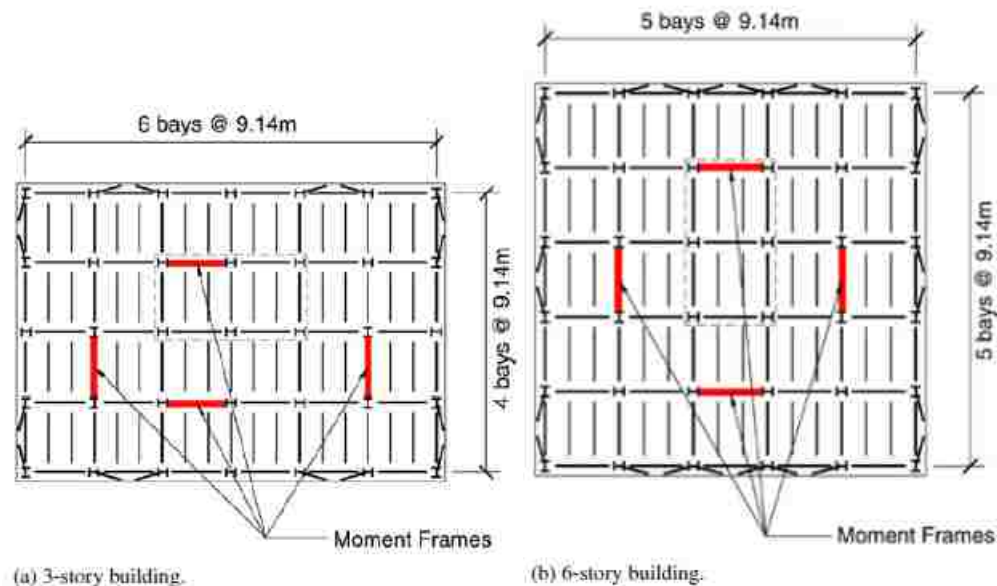 6 bays @ 9.14m
4 bays @ 9.14m
Moment Frames
(a) 3-story building.
5 bays @ 9.14m
5 bays @ 9.14m
Moment Frames
(b) 6-story building.